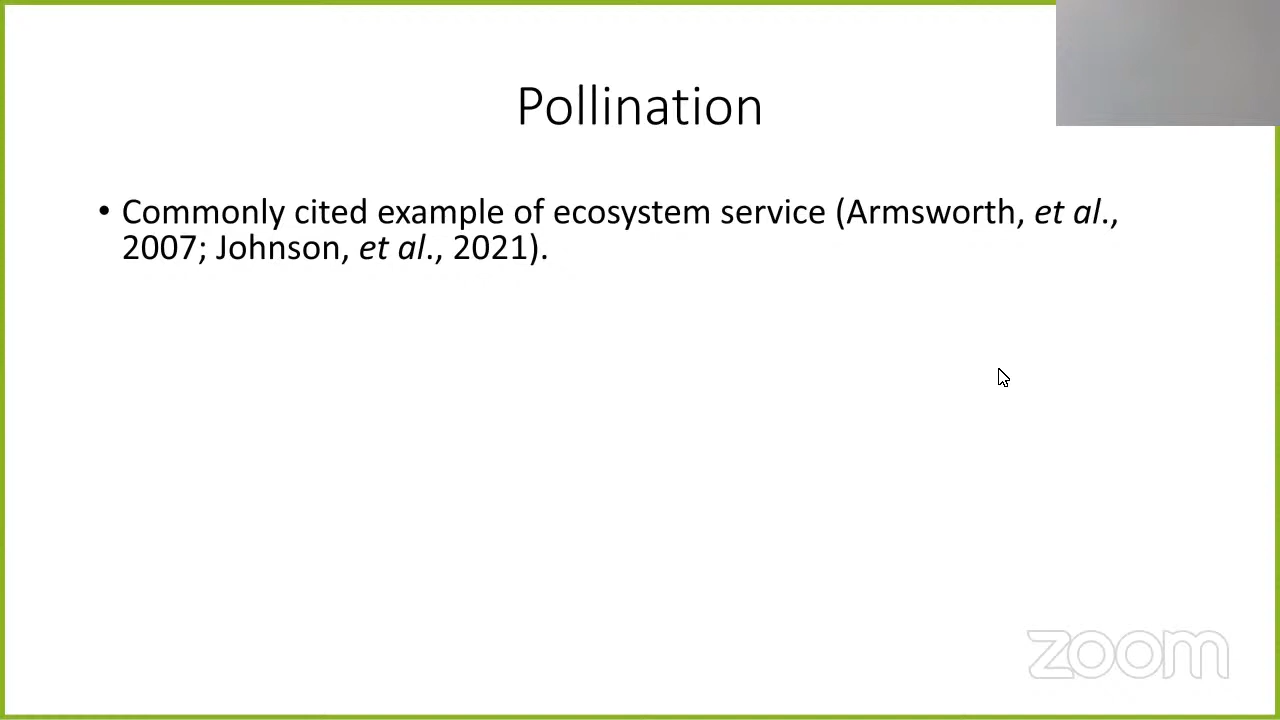 Pollination
• Commonly cited example of ecosystem service (Armsworth, et al.,
2007; Johnson, et al., 2021).
zoom